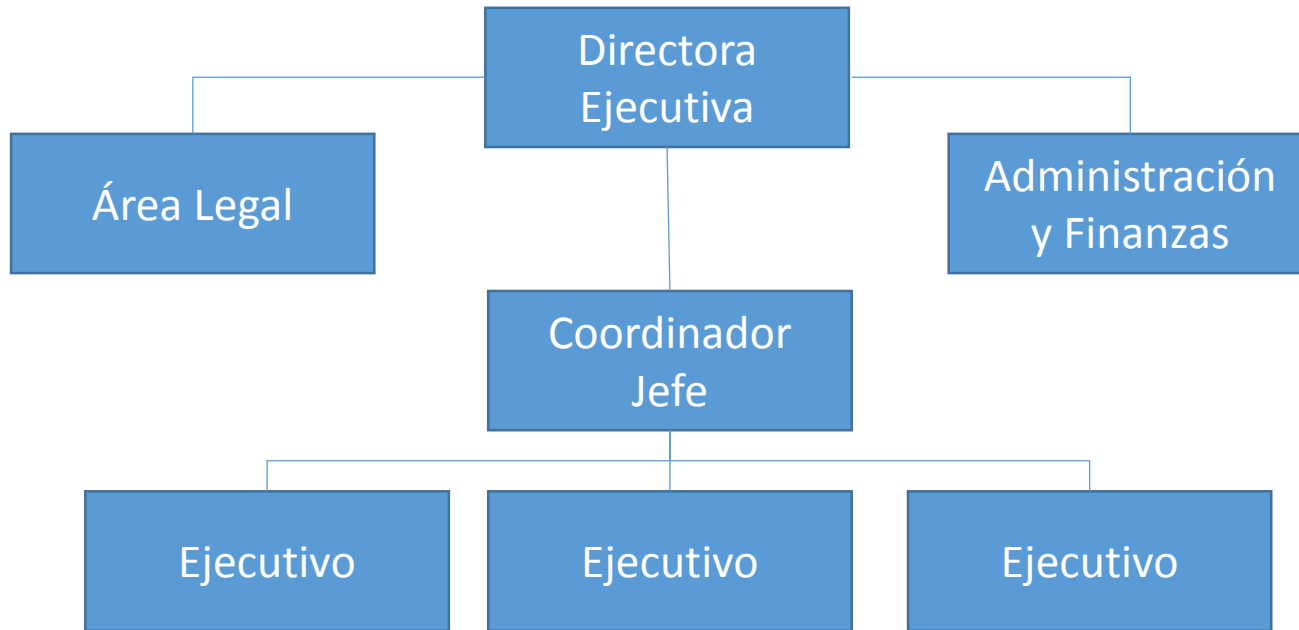 Directora
Ejecutiva
Área Legal
Administración
y Finanzas
Coordinador
Jefe
Ejecutivo
Ejecutivo
Ejecutivo